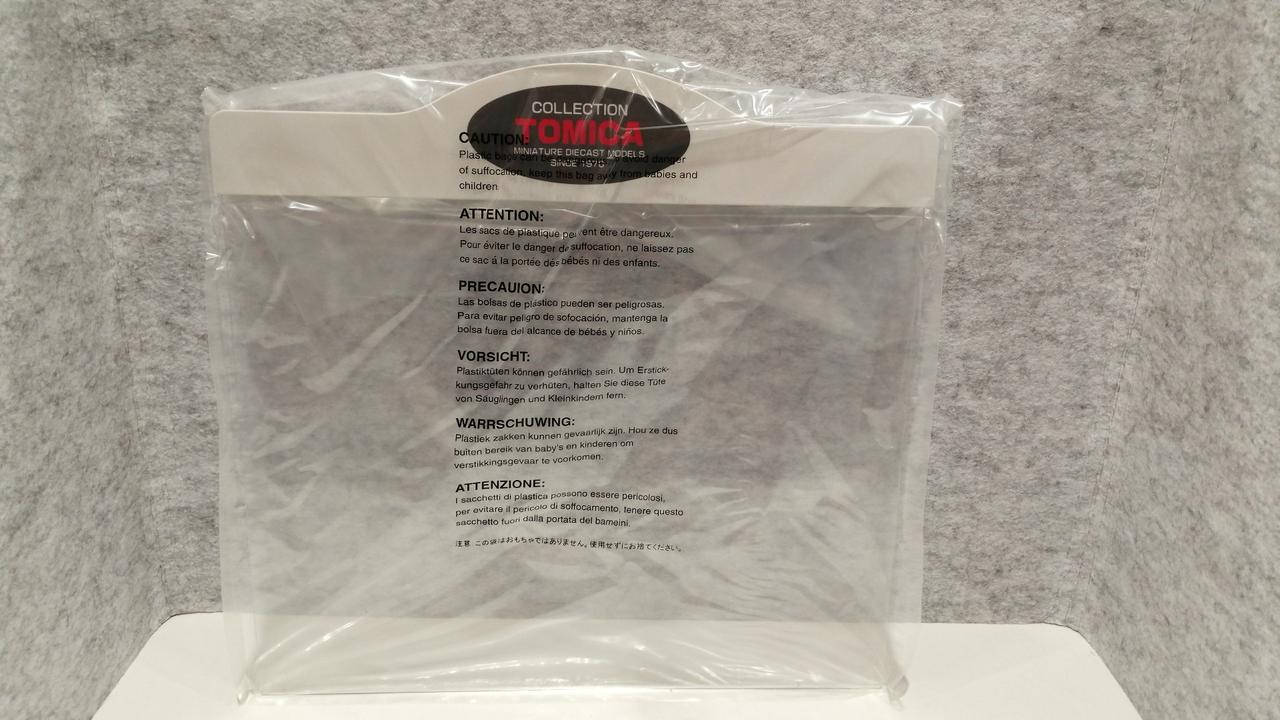 COLLECTION
TOMICA
MINIATURE DIECAST MODELS
SINCE 1970
CAUTION:
Plastic bags can be avoid danger
of suffocation, keep this bag away from babies and
children
ATTENTION:
Les sacs de plastique peuvent être dangereux.
Pour éviter le danger de suffocation, ne laissez pas
ce sac á la portée des bébés ni des enfants.
PRECAUION:
Las bolsas de plástico pueden ser peligrosas.
Para evitar peligro de sofocación, mantenga la
bolsa fuera del alcance de bébés y niños.
VORSICHT:
Plastiktüten können gefährlich sein. Um Erstick-
kungsgefahr zu verhüten, halten Sie diese Tüte
von Säuglingen und Kleinkindern fern.
WARRSCHUWING:
Plastiek zakken kunnen gevaarlijk zijn. Hou ze dus
buiten bereik van baby's en kinderen om
verstikkingsgevaar te voorkomen.
ATTENZIONE:
I sacchetti di plastica possono essere pericolosi,
per evitare il pericolo di soffocamento, tenere questo
sacchetto fuori dalla portata dei bameini.
注意 この袋はおもちゃではありません。使用せずにお捨てください。